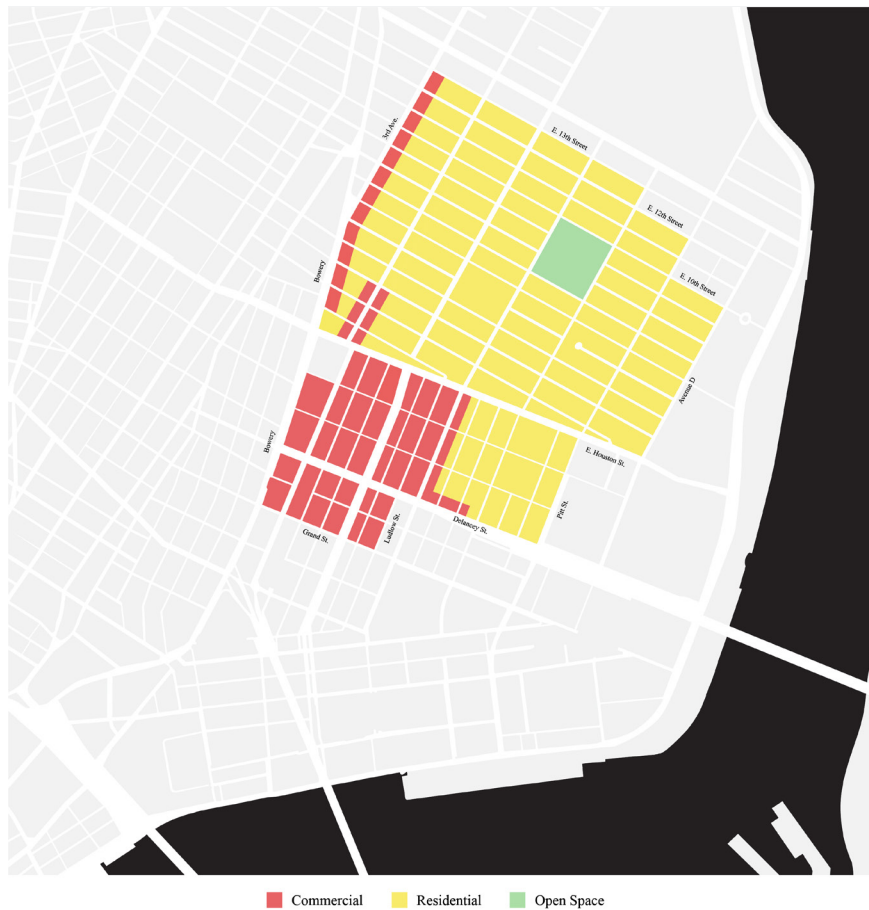 3rd Ave.
E. 13th Street
E. 12th Street
E. 10th Street
Bowery
Avenue D
Bowery
E. Houston St.
Pitt St.
Delancey St.
Ludlow St.
Grand St.
Commercial
Residential
Open Space